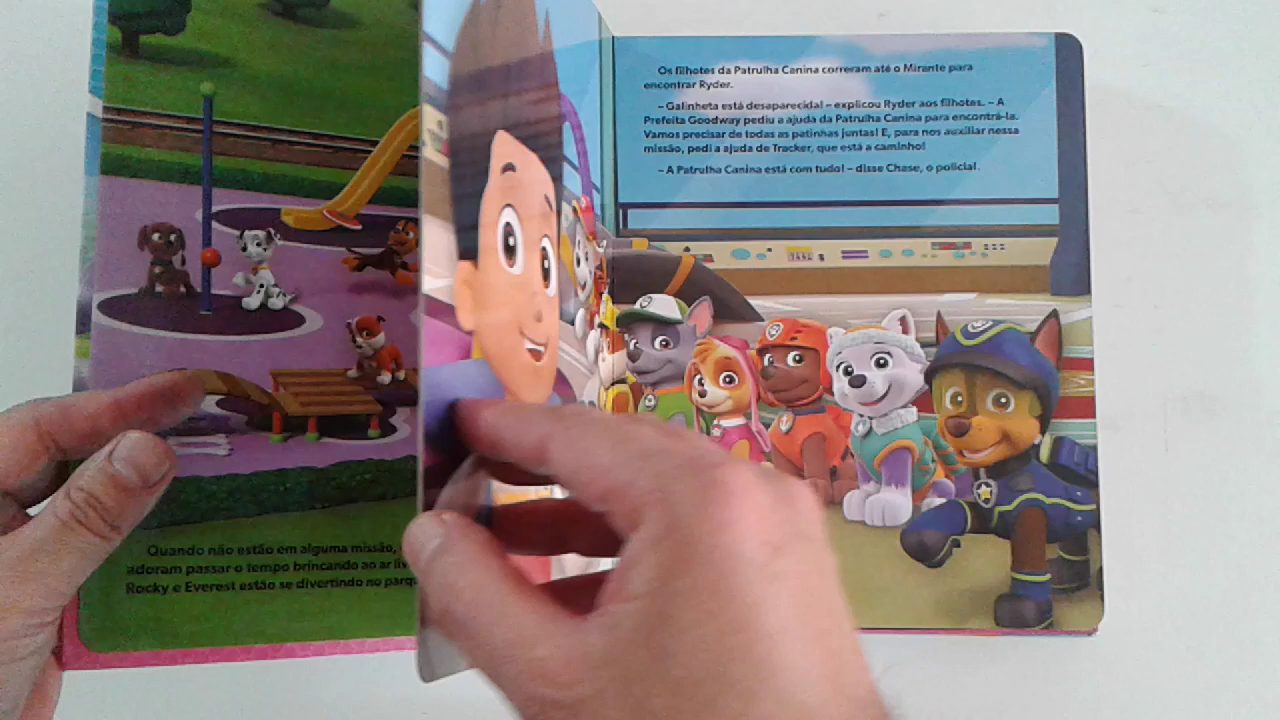 Os filhotes da Patrulha Canina correram até o Mirante para
encontrar Ryder.
– Galinheta está desaparecida! – explicou Ryder aos filhotes. – A
Prefeita Goodway pediu a ajuda da Patrulha Canina para encontrá-la.
Vamos precisar de todas as patinhas juntas! E, para nos auxiliar nessa
missão, pedi a ajuda de Tracker, que está a caminho!
– A Patrulha Canina está com tudo! – disse Chase, o policial.
Quando não estão em alguma missão,
adoram passar o tempo brincando ao ar
Rocky e Everest estão se divertindo no